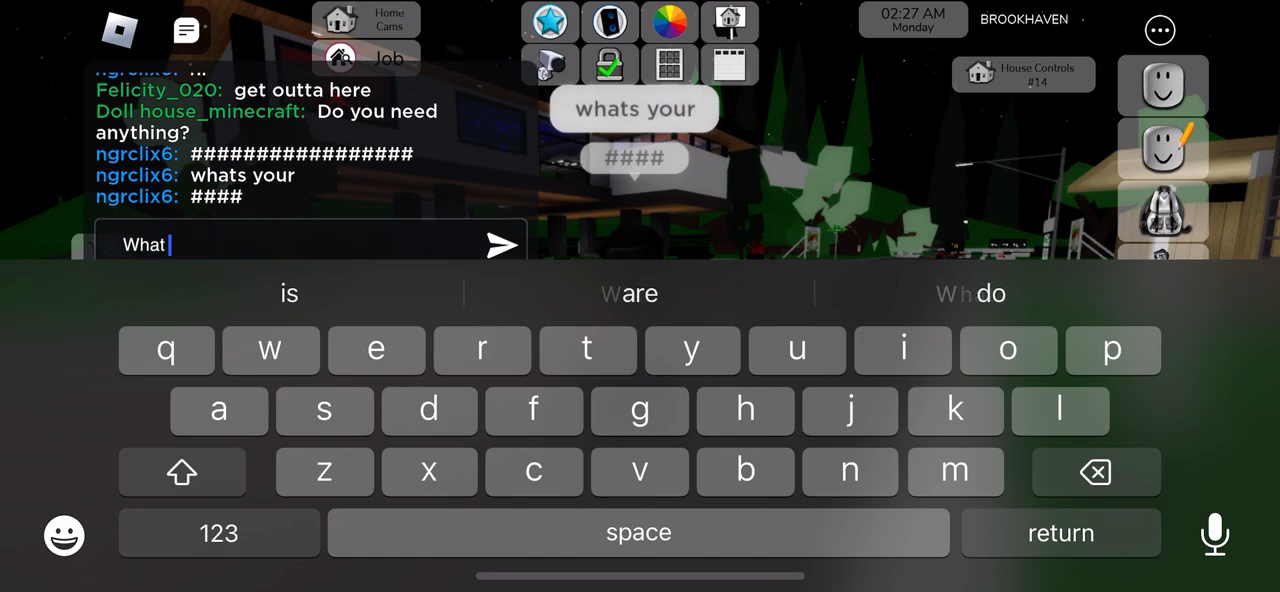 Home
Cams
Job
02:27 AM
Monday
BROOKHAVEN
House Controls
#14
Felicity_020: get outta here
Doll house_minecraft: Do you need
anything?
ngrclix6: #################
ngrclix6: whats your
ngrclix6: ####
whats your
####
What
is are do
q w e r t y u i o p
a s d f g h j k l
z x c v b n m
123 space return